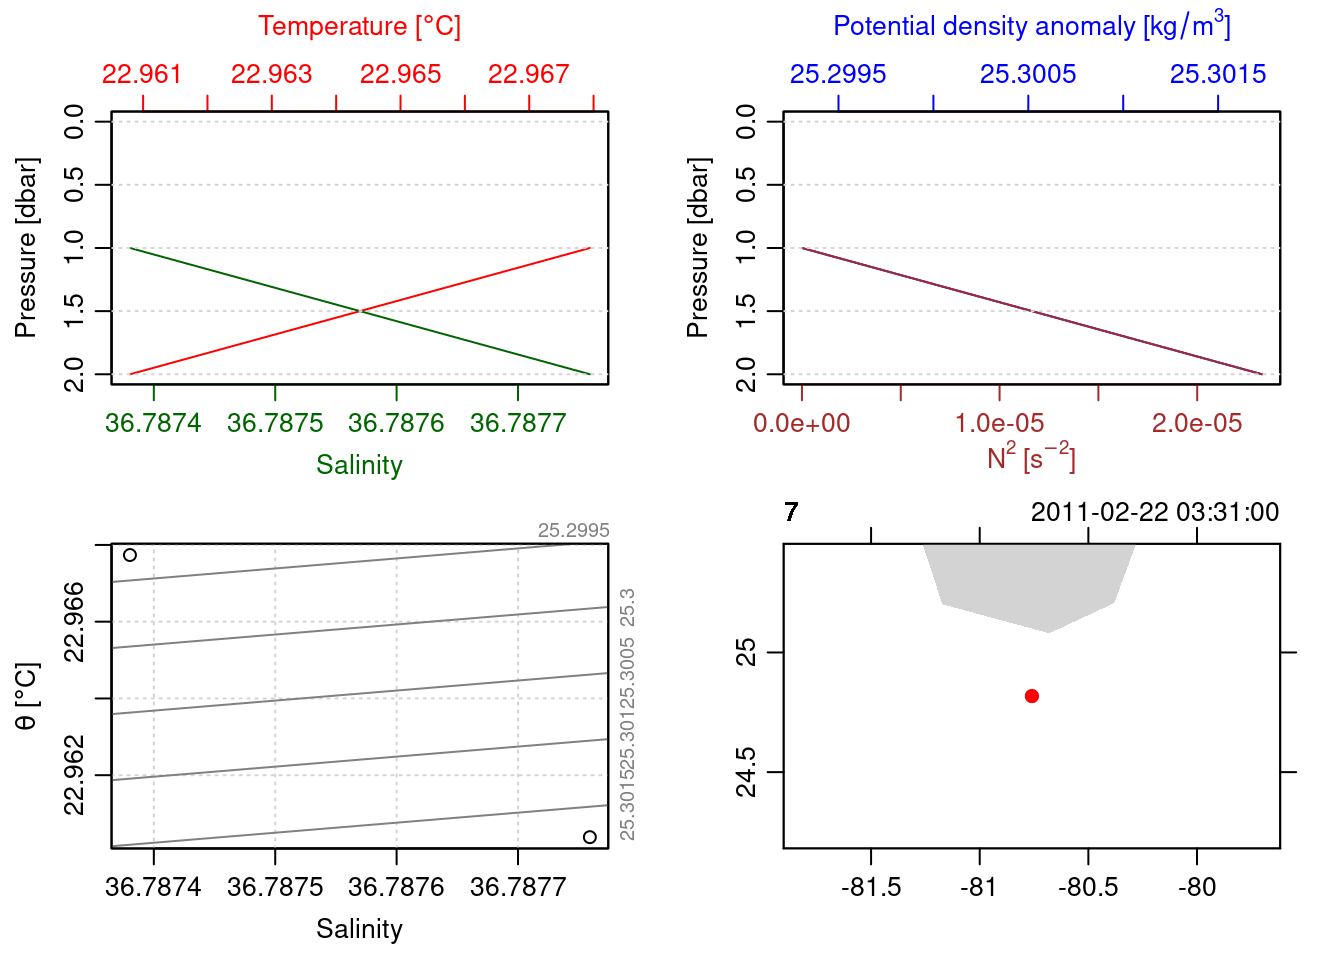 Temperature [°C]
22.961 22.963 22.965 22.967
Pressure [dbar]
0.0
0.5
1.0
1.5
2.0
36.7874 36.7875 36.7876 36.7877
Salinity
Potential density anomaly [kg/m³]
25.2995 25.3005 25.3015
Pressure [dbar]
0.0
0.5
1.0
1.5
2.0
0.0e+00 1.0e-05 2.0e-05
N² [s⁻²]
25.2995
θ [°C]
22.966
22.962
25.3
25.3005
25.301
25.3015
36.7874 36.7875 36.7876 36.7877
Salinity
7 2011-02-22 03:31:00
25
24.5
-81.5 -81 -80.5 -80